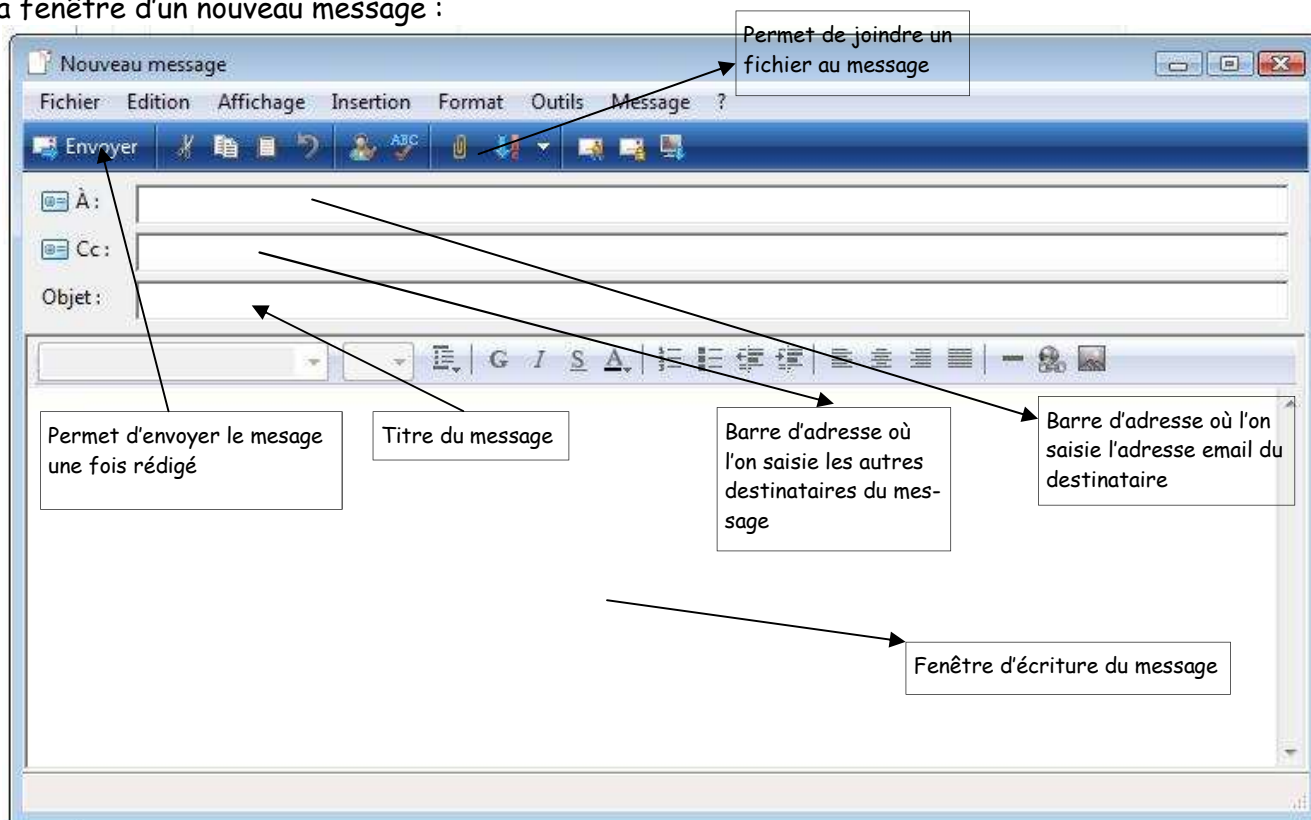 a fenêtre d'un nouveau message :
Permet de joindre un
fichier au message
Nouveau message
Fichier Edition Affichage Insertion Format Outils Message ?
Envoyer ABC
À :
Cc :
Objet :
G I S A
Permet d'envoyer le mesage
une fois rédigé
Titre du message
Barre d'adresse où
l'on saisie les autres
destinataires du mes-
sage
Barre d'adresse où l'on
saisie l'adresse email du
destinataire
Fenêtre d'écriture du message